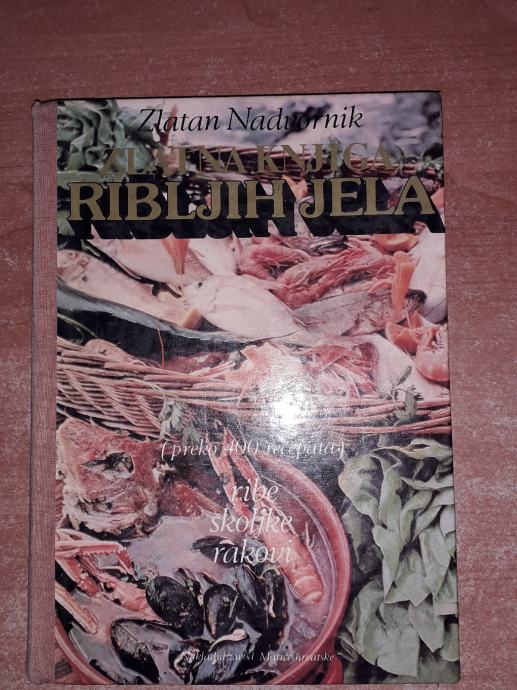 Zlatan Nadvornik
ZLATNA KNJIGA
RIBLJIH JELA
(preko 400 recepata)
ribe
školjke
rakovi
Nakladni zavod Matice hrvatske